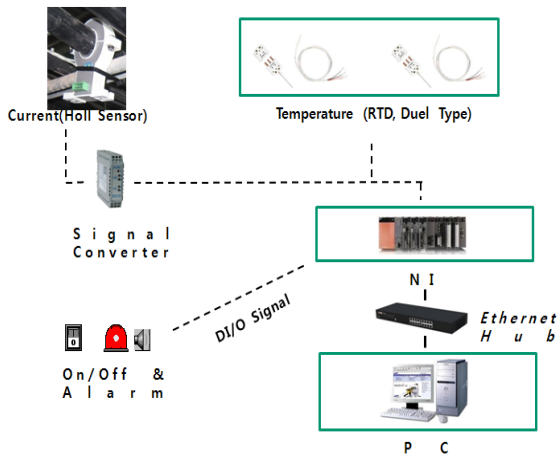 Current(Holl Sensor)
Temperature (RTD, Duel Type)
Signal
Converter
NI
DI/O Signal
Ethernet
Hub
On/Off &
Alarm
PC